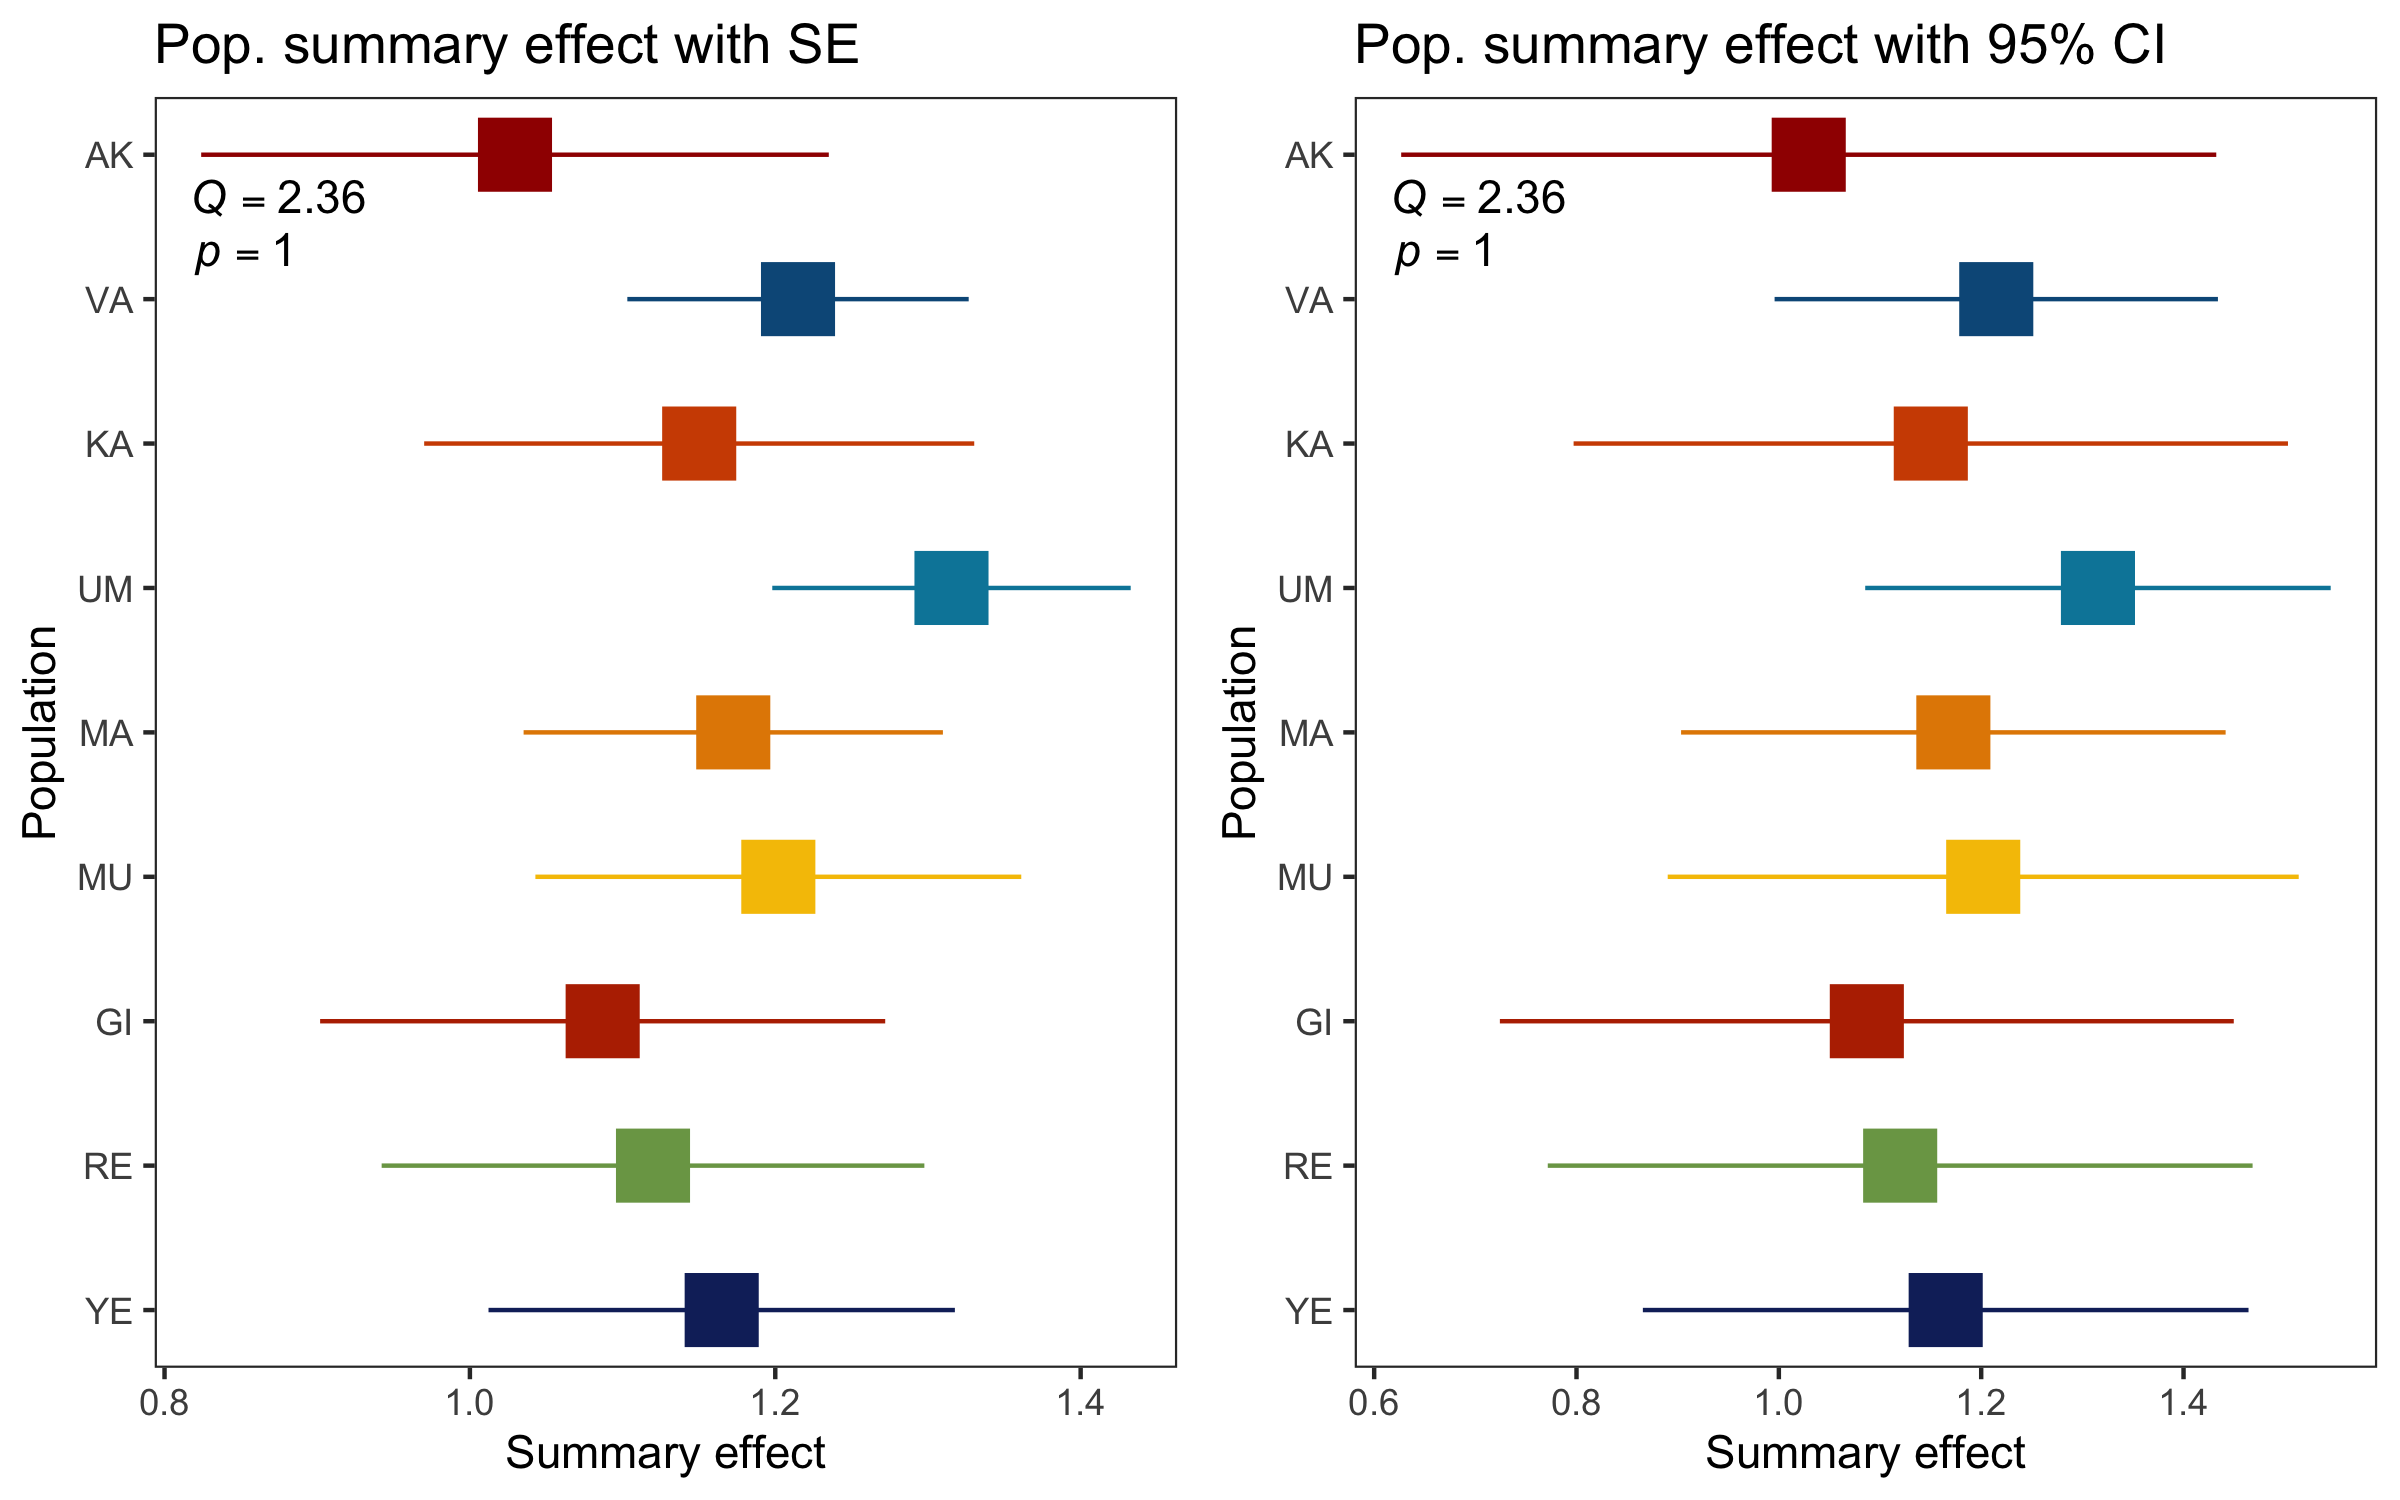 Pop. summary effect with SE
AK
Q = 2.36
p = 1
VA
KA
UM
MA
MU
GI
RE
YE
Population
0.8 1.0 1.2 1.4
Summary effect
Pop. summary effect with 95% CI
AK
Q = 2.36
p = 1
VA
KA
UM
MA
MU
GI
RE
YE
Population
0.6 0.8 1.0 1.2 1.4
Summary effect